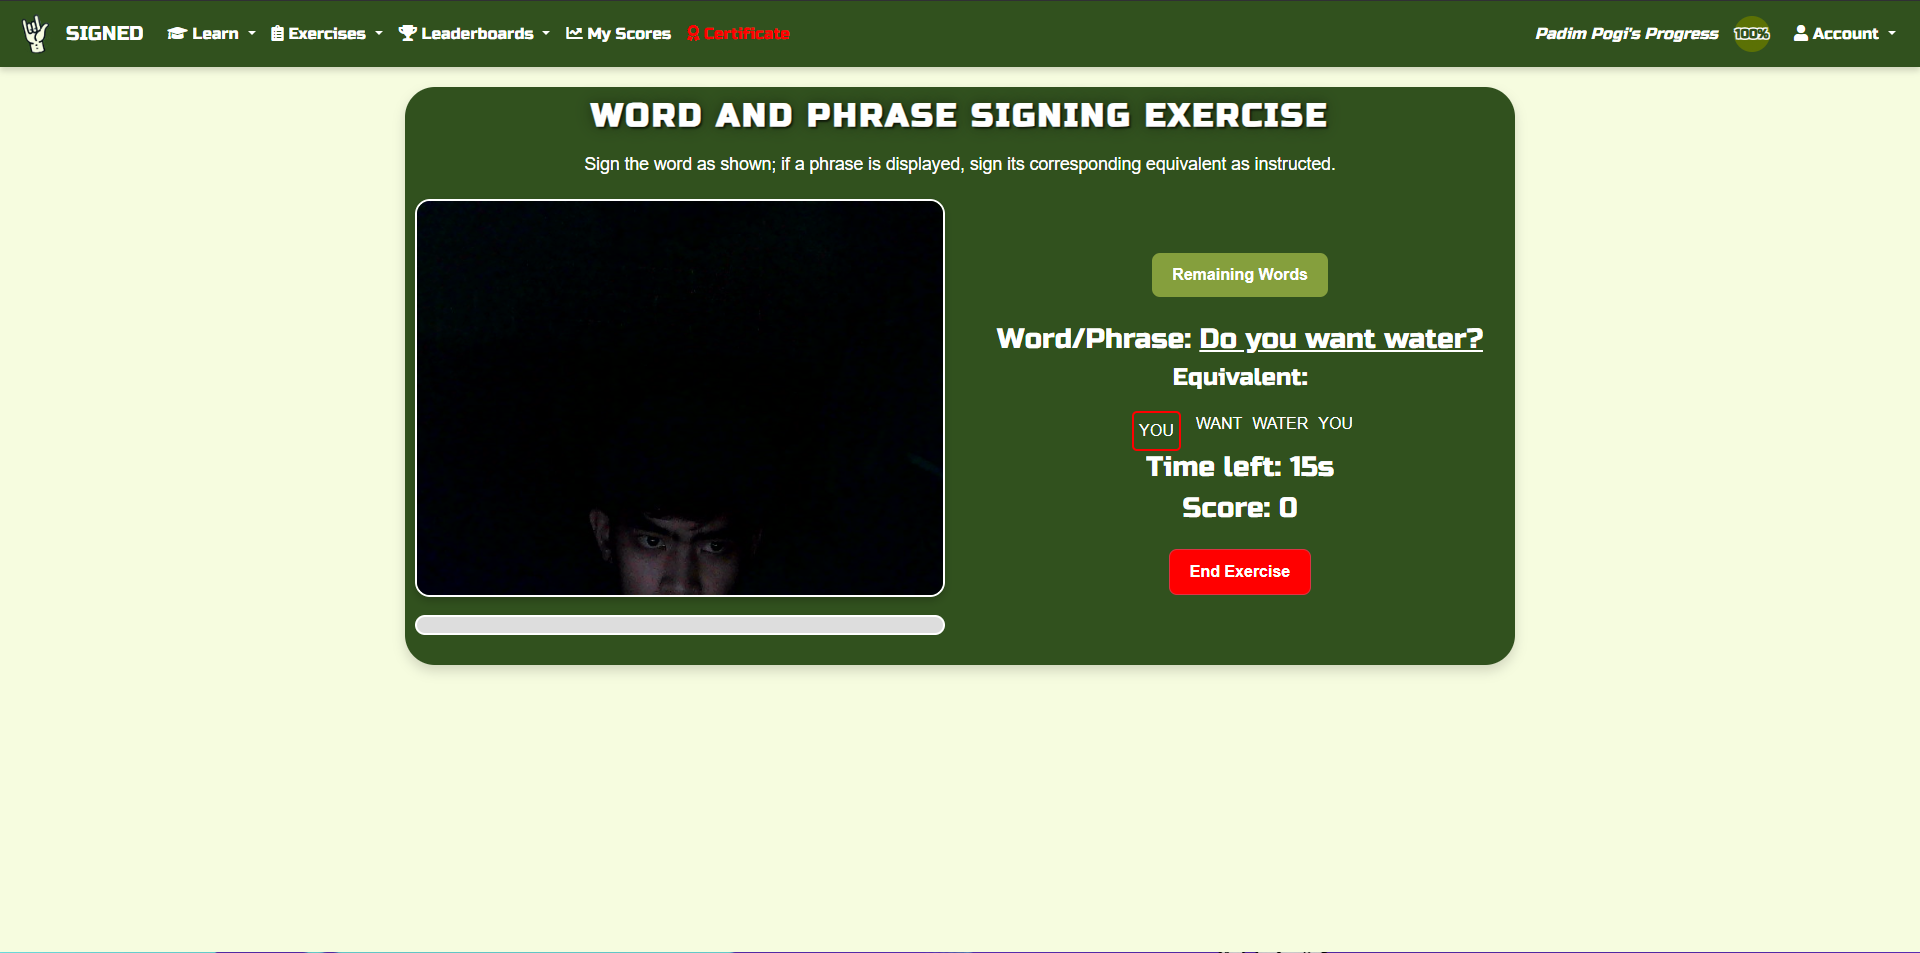 SIGNED Learn Exercises Leaderboards My Scores Certificate Padim Pogi's Progress 100% Account
WORD AND PHRASE SIGNING EXERCISE
Sign the word as shown; if a phrase is displayed, sign its corresponding equivalent as instructed.
Remaining Words
Word/Phrase: Do you want water?
Equivalent:
YOU WANT WATER YOU
Time left: 15s
Score: 0
End Exercise